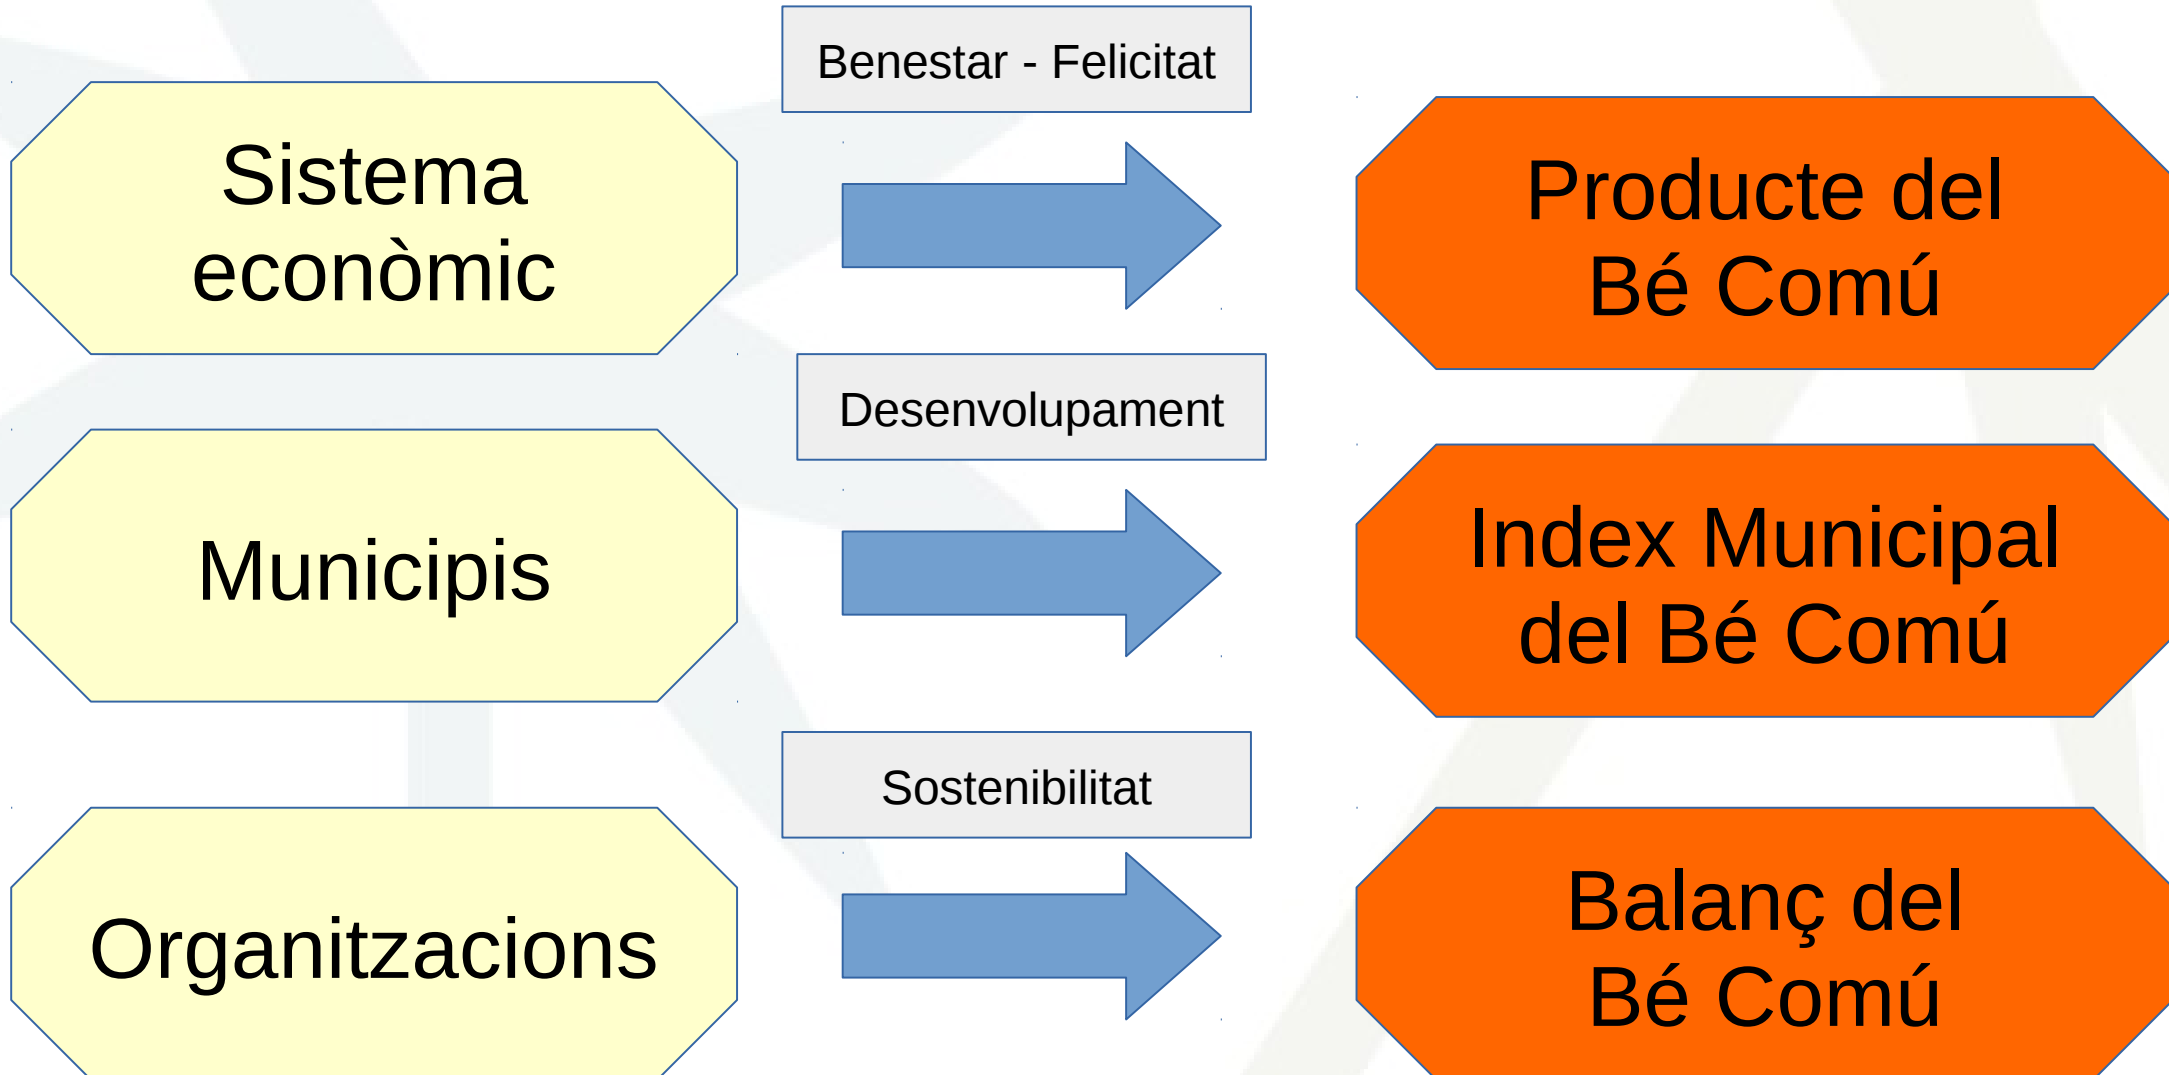 Benestar - Felicitat
Sistema
econòmic
Producte del
Bé Comú
Desenvolupament
Municipis
Index Municipal
del Bé Comú
Sostenibilitat
Organitzacions
Balanç del
Bé Comú